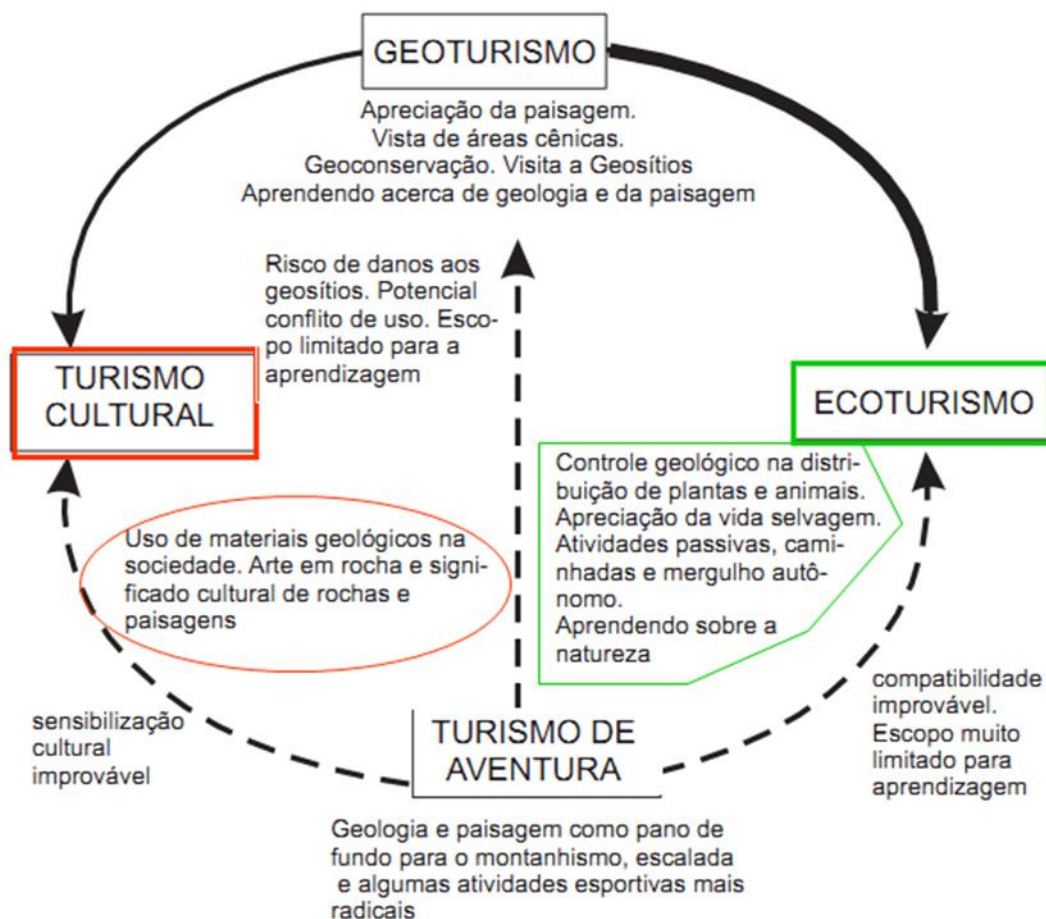 GEOTURISMO
Apreciação da paisagem.
Vista de áreas cênicas.
Geoconservação. Visita a Geosítios
Aprendendo acerca de geologia e da paisagem
Risco de danos aos
geosítios. Potencial
conflito de uso. Esco-
po limitado para a
aprendizagem
TURISMO
CULTURAL
ECOTURISMO
Controle geológico na distri-
buição de plantas e animais.
Apreciação da vida selvagem.
Atividades passivas, cami-
nhadas e mergulho autô-
nomo.
Aprendendo sobre a
natureza
Uso de materiais geológicos na
sociedade. Arte em rocha e signi-
ficado cultural de rochas e
paisagens
sensibilização
cultural
improvável
compatibilidade
improvável.
Escopo muito
limitado para
aprendizagem
TURISMO DE
AVENTURA
Geologia e paisagem como pano de
fundo para o montanhismo, escalada
e algumas atividades esportivas mais
radicais